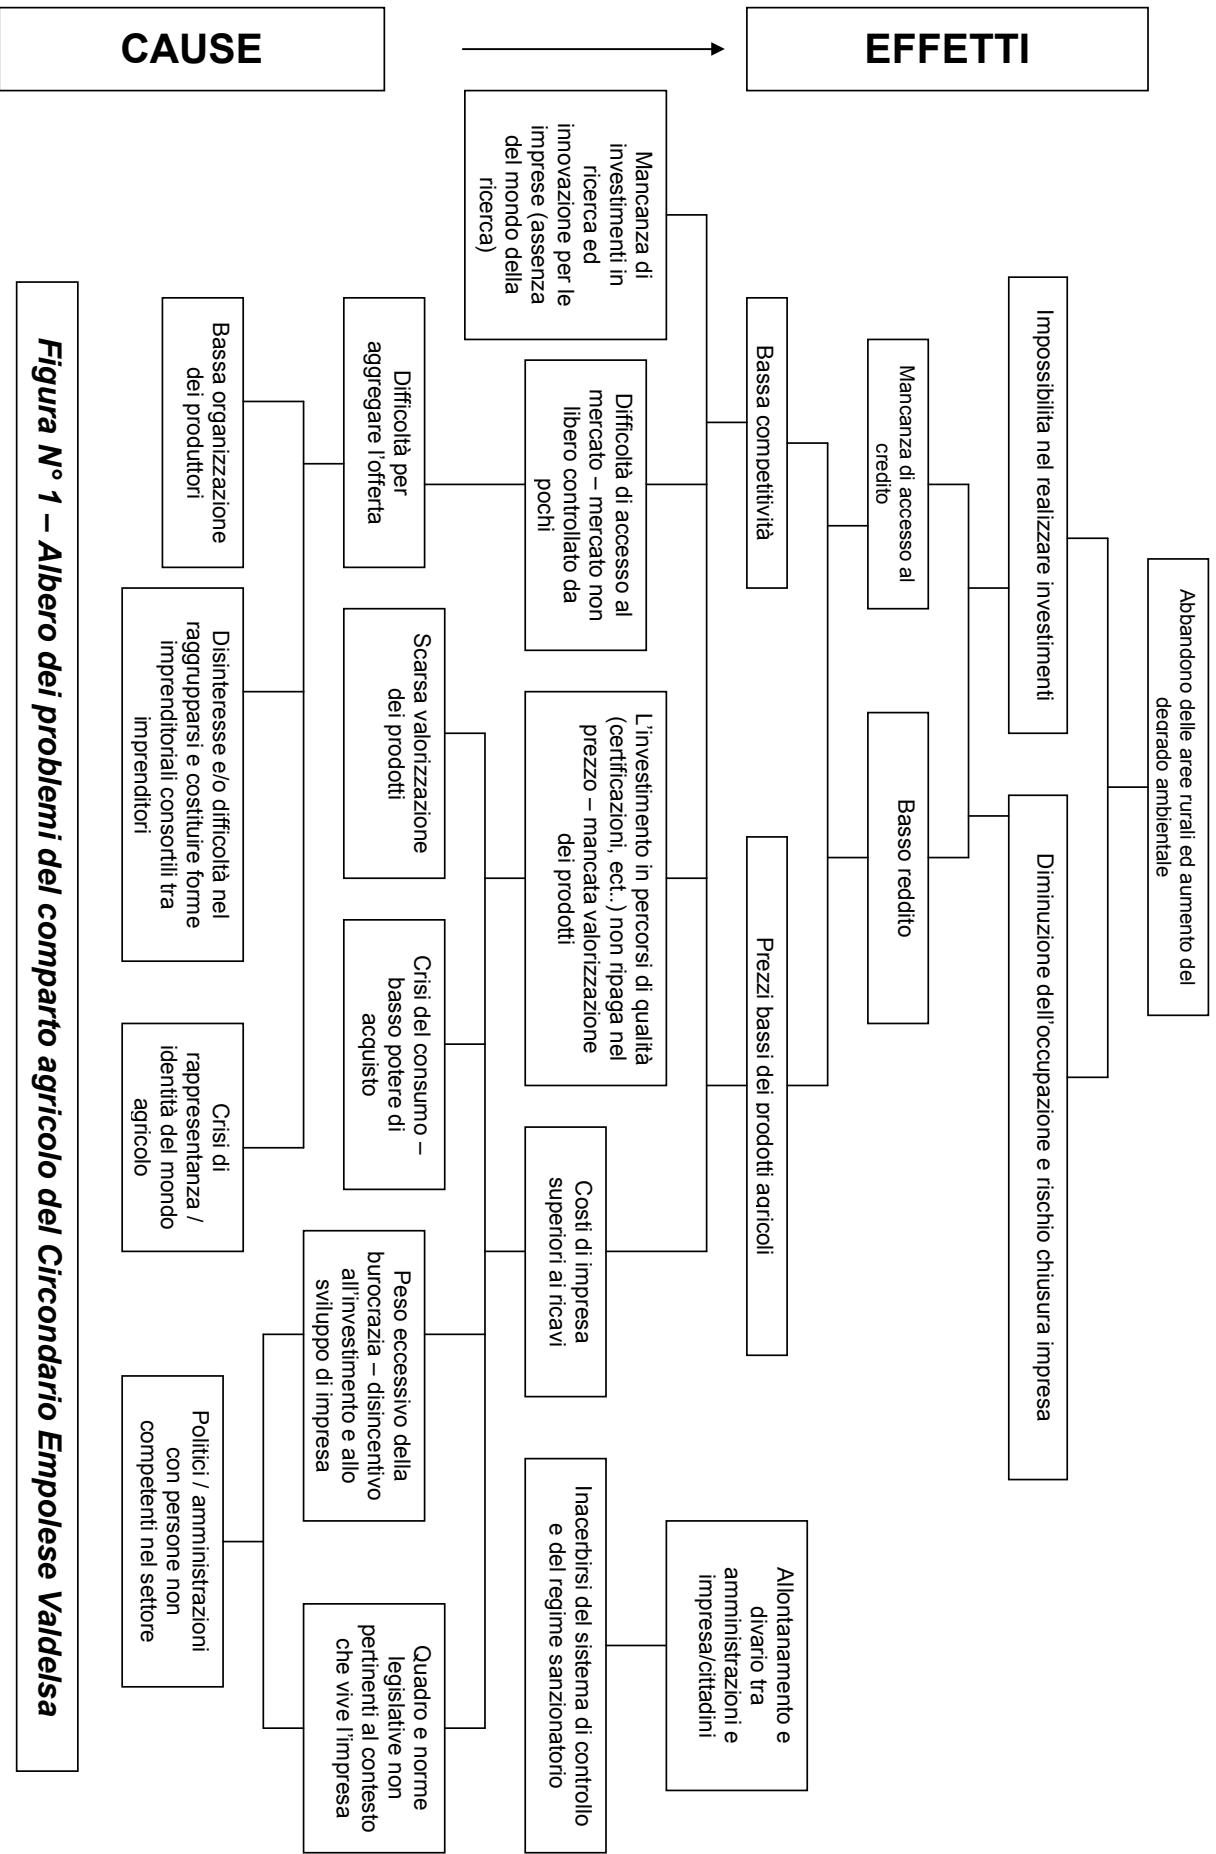 CAUSE
EFFETTI
Abbandono delle aree rurali ed aumento del
degrado ambientale
Impossibilita nel realizzare investimenti
Diminuzione dell'occupazione e rischio chiusura impresa
Mancanza di accesso al
credito
Basso reddito
Bassa competitività
Prezzi bassi dei prodotti agricoli
Allontanamento e
divario tra
amministrazioni e
impresa/cittadini
Mancanza di
investimenti in
ricerca ed
innovazione per le
imprese (assenza
del mondo della
ricerca)
Difficoltà di accesso al
mercato – mercato non
libero controllato da
pochi
L'investimento in percorsi di qualità
(certificazioni, ect..) non ripaga nel
prezzo – mancata valorizzazione
dei prodotti
Costi di impresa
superiori ai ricavi
Inacerbirsi del sistema di controllo
e del regime sanzionatorio
Difficoltà per
aggregare l'offerta
Scarsa valorizzazione
dei prodotti
Crisi del consumo –
basso potere di
acquisto
Peso eccessivo della
burocrazia – disincentivo
all'investimento e allo
sviluppo di impresa
Quadro e norme
legislative non
pertinenti al contesto
che vive l'impresa
Bassa organizzazione
dei produttori
Disinteresse e/o difficoltà nel
raggrupparsi e costituire forme
imprenditoriali consortili tra
imprenditori
Crisi di
rappresentanza /
identità del mondo
agricolo
Politici / amministrazioni
con persone non
competenti nel settore
Figura N° 1 – Albero dei problemi del comparto agricolo del Circondario Empolese Valdelsa